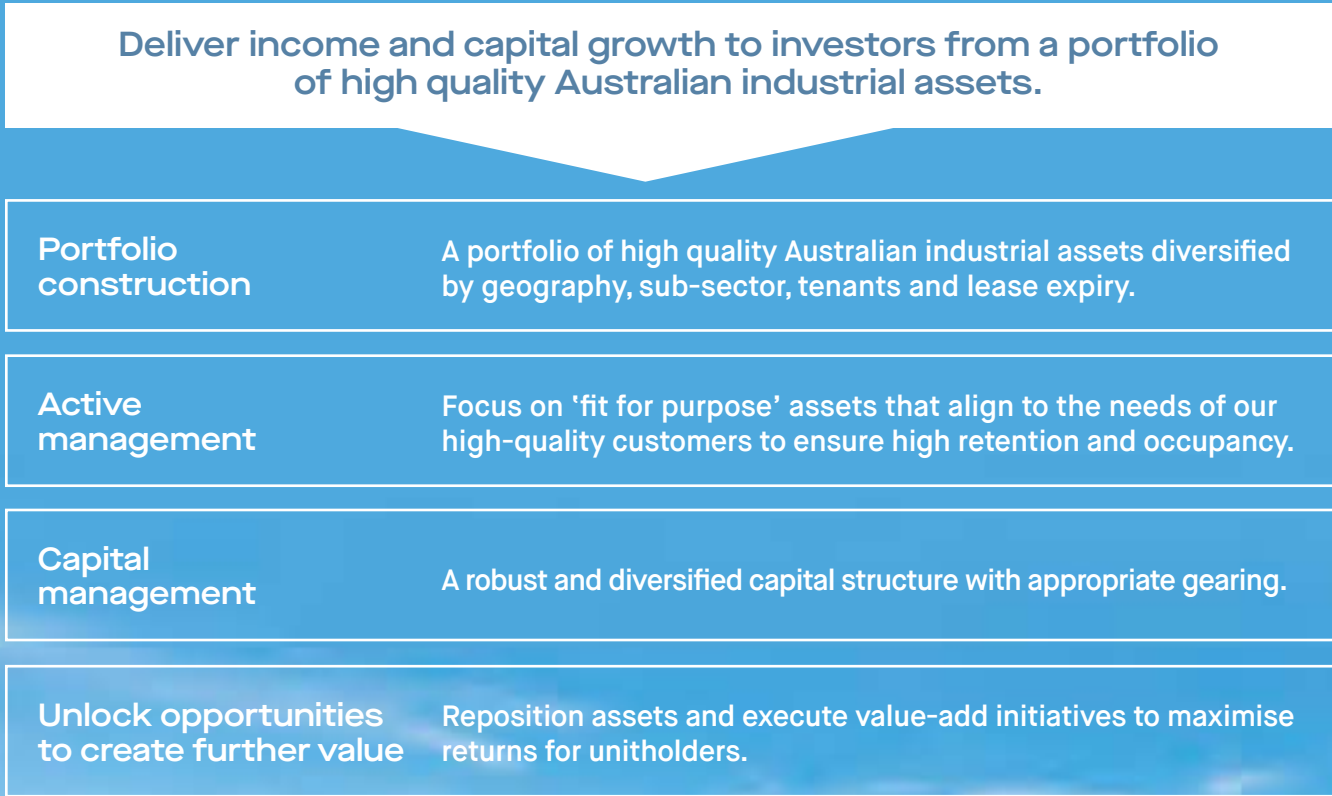 Deliver income and capital growth to investors from a portfolio
of high quality Australian industrial assets.
Portfolio
construction
A portfolio of high quality Australian industrial assets diversified
by geography, sub-sector, tenants and lease expiry.
Active
management
Focus on ‘fit for purpose’ assets that align to the needs of our
high-quality customers to ensure high retention and occupancy.
Capital
management
A robust and diversified capital structure with appropriate gearing.
Unlock opportunities
to create further value
Reposition assets and execute value-add initiatives to maximise
returns for unitholders.